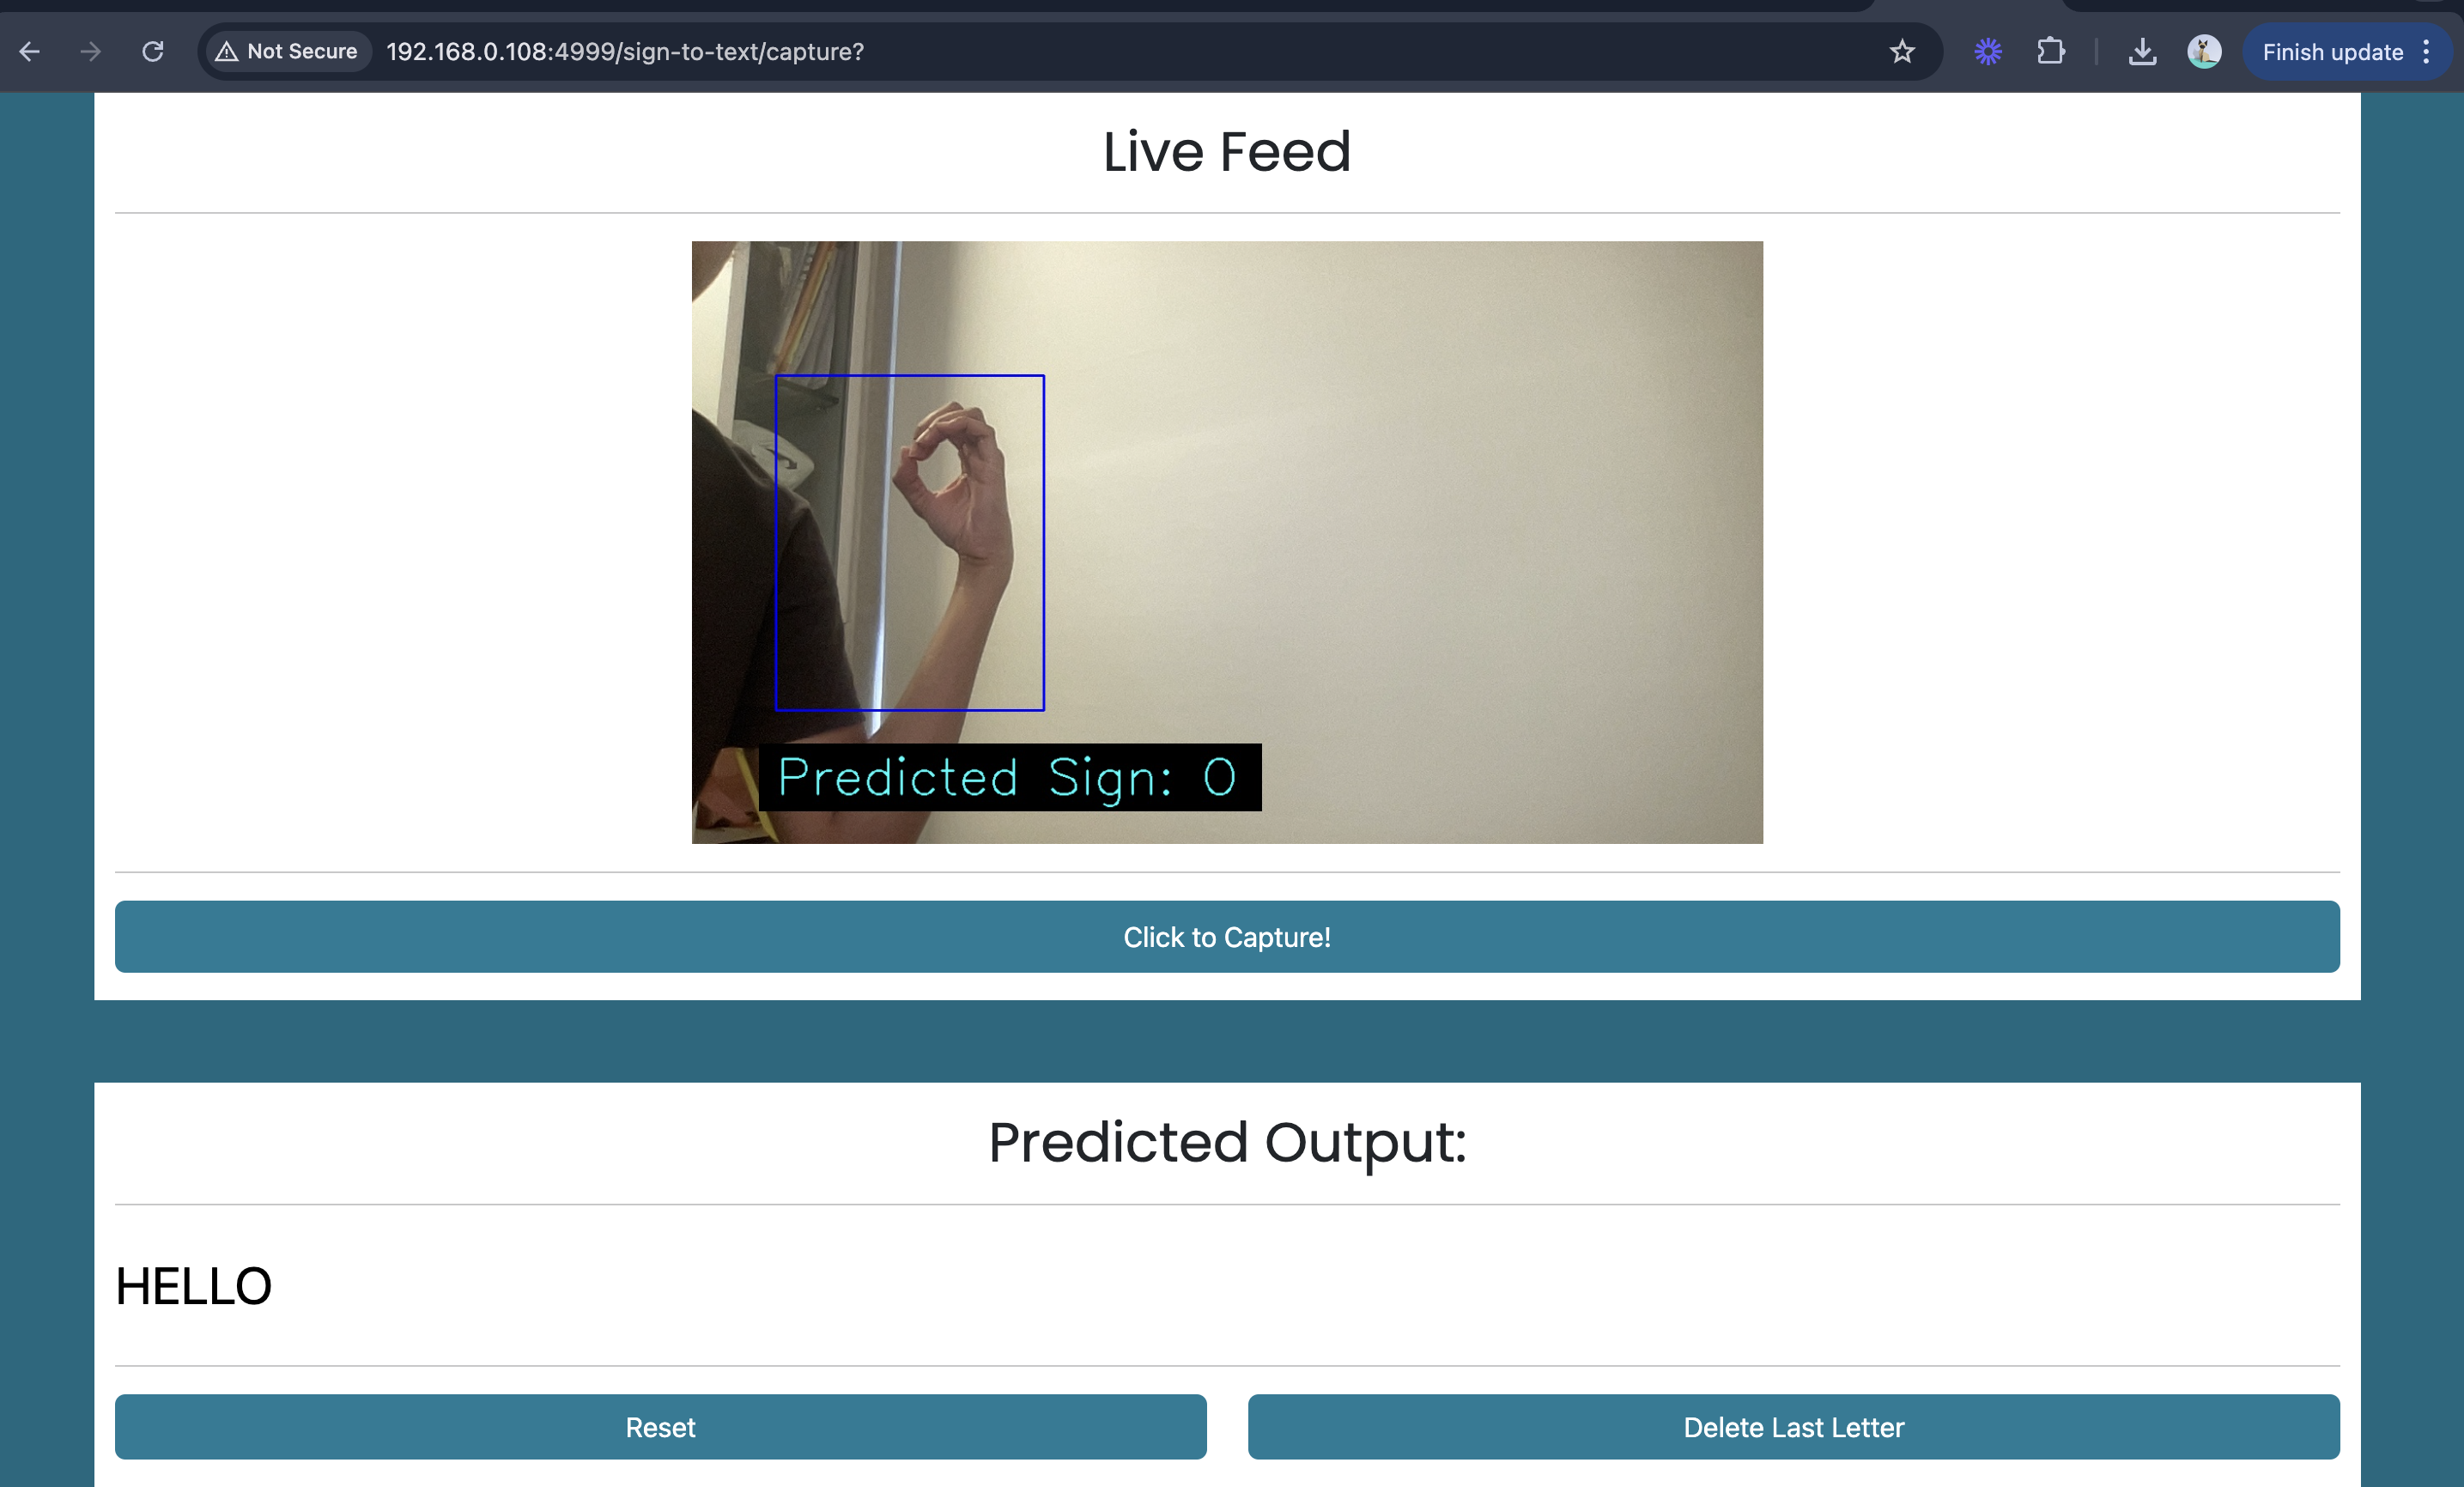 Not Secure 192.168.0.108:4999/sign-to-text/capture? Finish update
Live Feed
Predicted Sign: O
Click to Capture!
Predicted Output:
HELLO
Reset Delete Last Letter